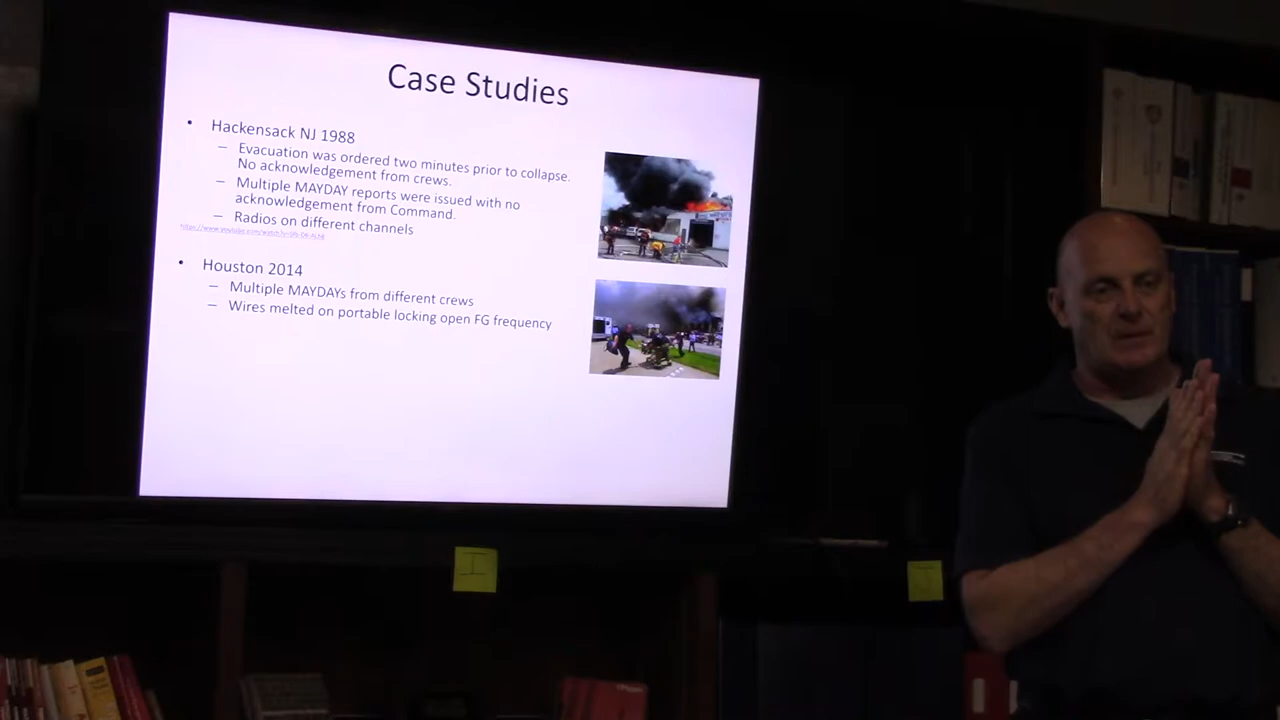 Case Studies
• Hackensack NJ 1988
– Evacuation was ordered two minutes prior to collapse.
No acknowledgement from crews.
– Multiple MAYDAY reports were issued with no
acknowledgement from Command.
– Radios on different channels
• Houston 2014
– Multiple MAYDAYs from different crews
– Wires melted on portable locking open FG frequency
I